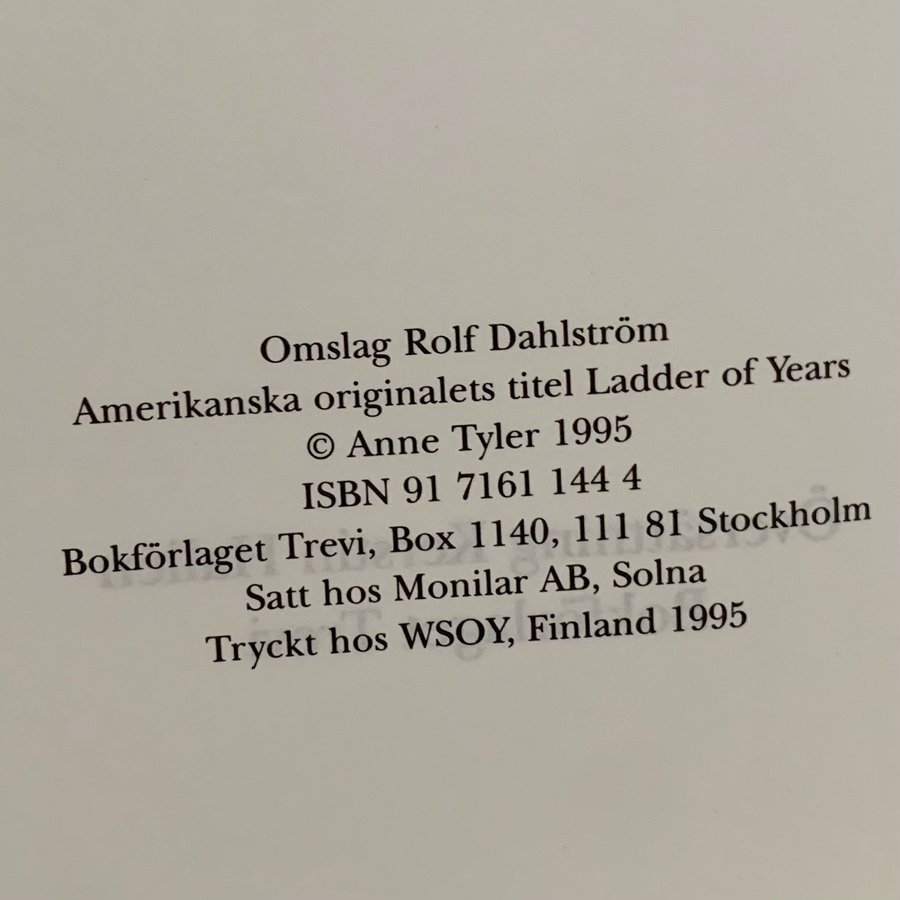 Omslag Rolf Dahlström
Amerikanska originalets titel Ladder of Years
© Anne Tyler 1995
ISBN 91 7161 144 4
Bokförlaget Trevi, Box 1140, 111 81 Stockholm
Satt hos Monilar AB, Solna
Tryckt hos WSOY, Finland 1995